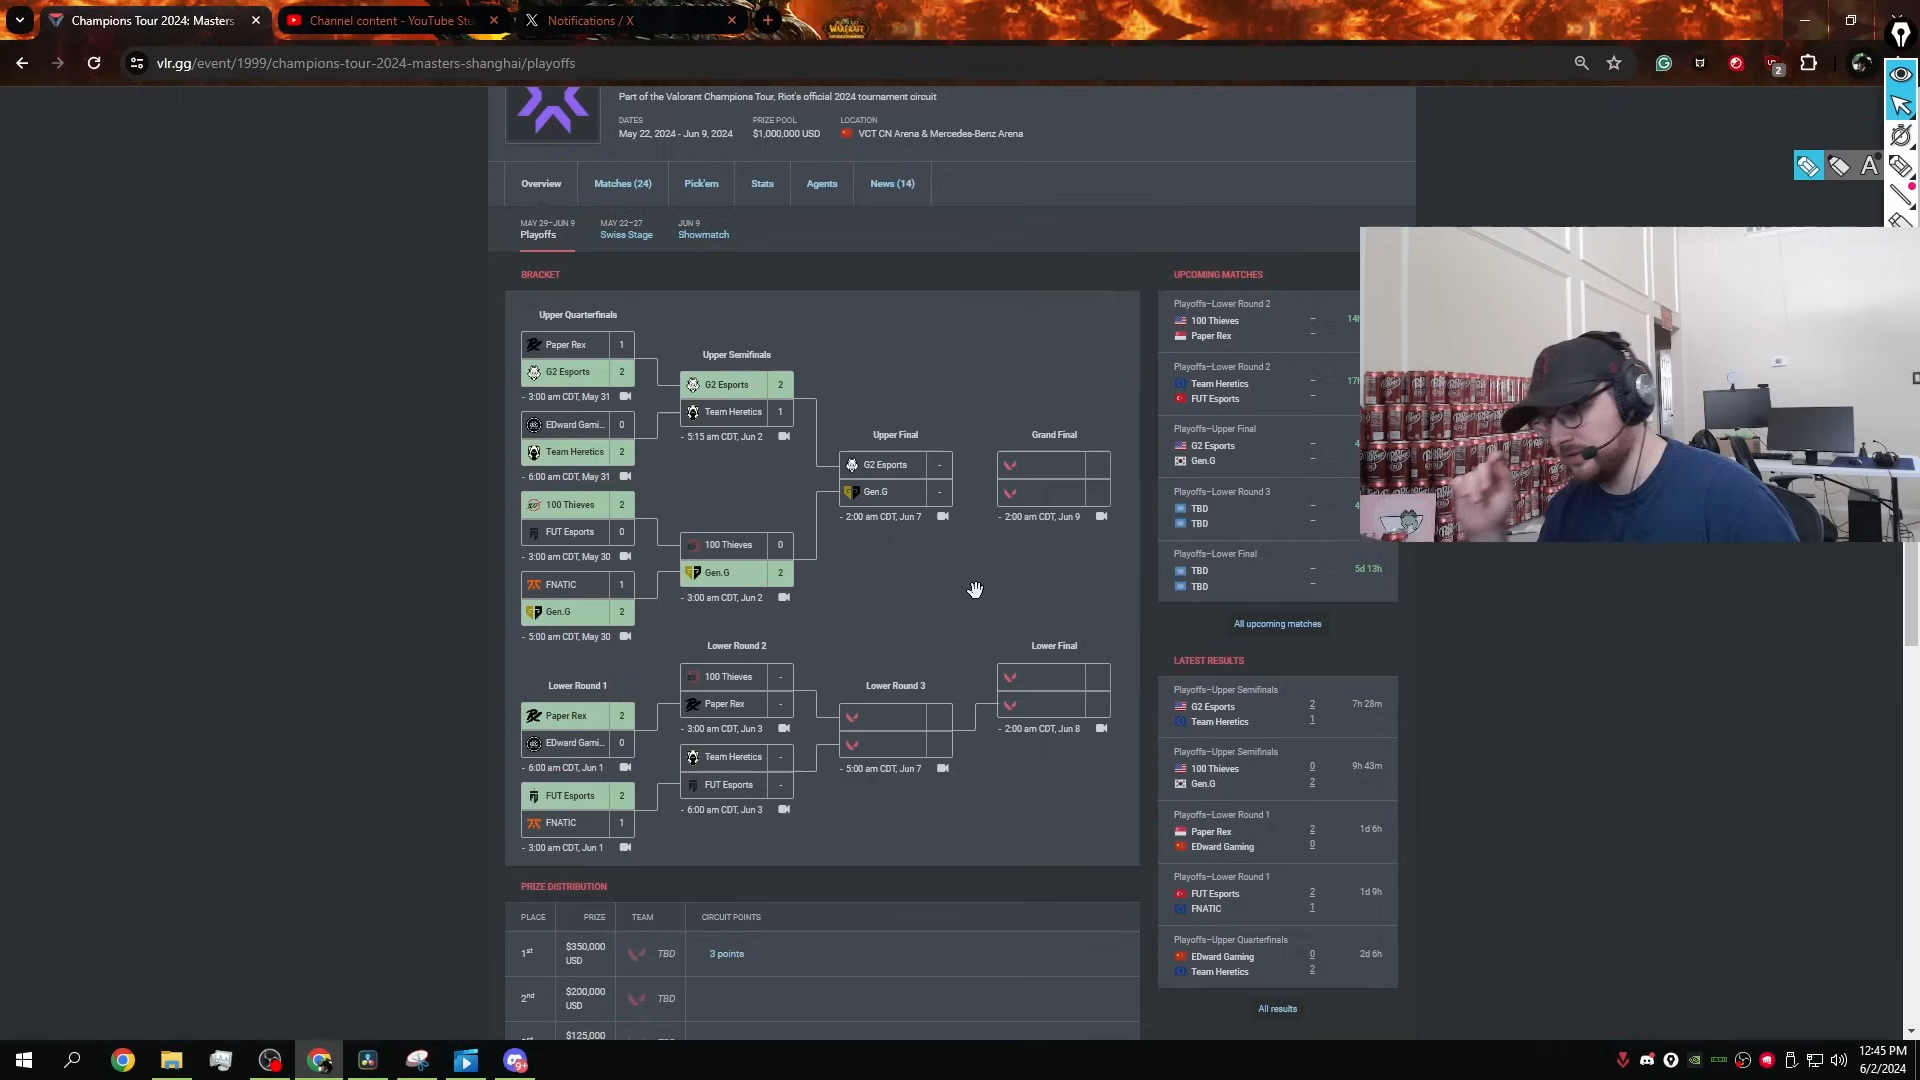 Champions Tour 2024: Masters
Channel content - YouTube Stu
Notifications / X
vlr.gg/event/1999/champions-tour-2024-masters-shanghai/playoffs
2
A
Part of the Valorant Champions Tour, Riot's official 2024 tournament circuit
DATES
May 22, 2024 - Jun 9, 2024
PRIZE POOL
$1,000,000 USD
LOCATION
VCT CN Arena & Mercedes-Benz Arena
Overview
Matches (24)
Pick'em
Stats
Agents
News (14)
MAY 29–JUN 9
Playoffs
MAY 22–27
Swiss Stage
JUN 9
Showmatch
BRACKET
Upper Quarterfinals
Paper Rex 1
G2 Esports 2
- 3:00 am CDT, May 31
EDward Gami... 0
Team Heretics 2
- 6:00 am CDT, May 31
100 Thieves 2
FUT Esports 0
- 3:00 am CDT, May 30
FNATIC 1
Gen.G 2
- 5:00 am CDT, May 30
Upper Semifinals
G2 Esports 2
Team Heretics 1
- 5:15 am CDT, Jun 2
100 Thieves 0
Gen.G 2
- 3:00 am CDT, Jun 2
Upper Final
G2 Esports -
Gen.G -
- 2:00 am CDT, Jun 7
Grand Final
- 2:00 am CDT, Jun 9
Lower Round 1
Paper Rex 2
EDward Gami... 0
- 6:00 am CDT, Jun 1
FUT Esports 2
FNATIC 1
- 3:00 am CDT, Jun 1
Lower Round 2
100 Thieves -
Paper Rex -
- 3:00 am CDT, Jun 3
Team Heretics -
FUT Esports -
- 6:00 am CDT, Jun 3
Lower Round 3
- 5:00 am CDT, Jun 7
Lower Final
- 2:00 am CDT, Jun 8
PRIZE DISTRIBUTION
PLACE PRIZE TEAM CIRCUIT POINTS
1st $350,000 USD TBD 3 points
2nd $200,000 USD TBD
$125,000
UPCOMING MATCHES
Playoffs–Lower Round 2
100 Thieves –
Paper Rex –
14h
Playoffs–Lower Round 2
Team Heretics –
FUT Esports –
17h
Playoffs–Upper Final
G2 Esports –
Gen.G –
4
Playoffs–Lower Round 3
TBD –
TBD –
4
Playoffs–Lower Final
TBD –
TBD –
5d 13h
All upcoming matches
LATEST RESULTS
Playoffs–Upper Semifinals
G2 Esports 2
Team Heretics 1
7h 28m
Playoffs–Upper Semifinals
100 Thieves 0
Gen.G 2
9h 43m
Playoffs–Lower Round 1
Paper Rex 2
EDward Gaming 0
1d 6h
Playoffs–Lower Round 1
FUT Esports 2
FNATIC 1
1d 9h
Playoffs–Upper Quarterfinals
EDward Gaming 0
Team Heretics 2
2d 6h
All results
9+
12:45 PM
6/2/2024